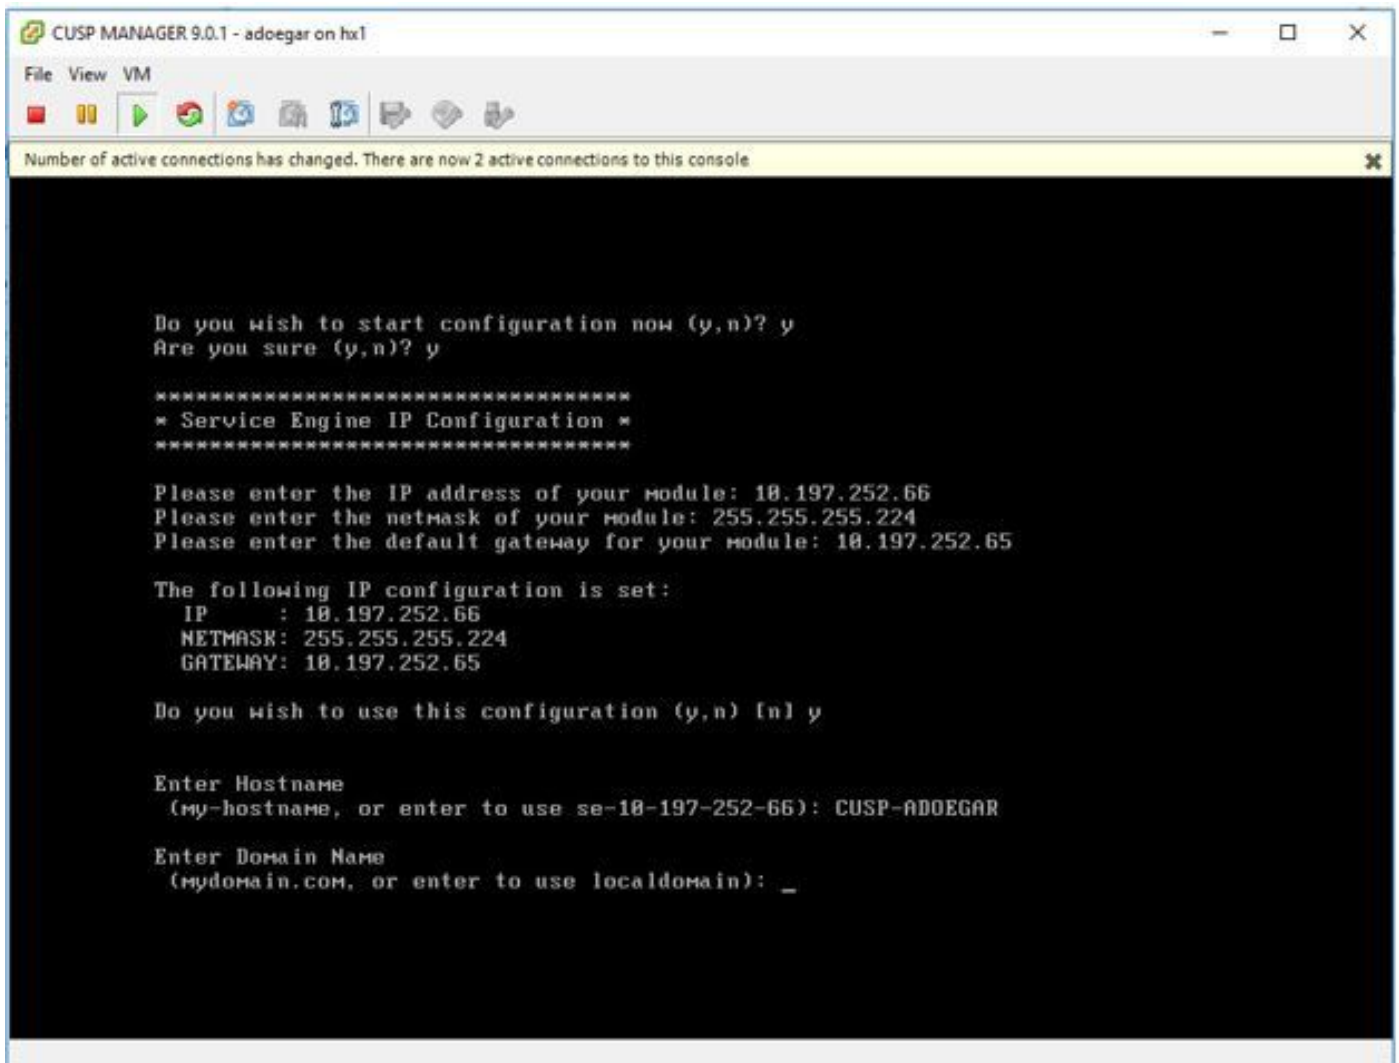 CUSP MANAGER 9.0.1 - adoegar on hx1
File View VM
Number of active connections has changed. There are now 2 active connections to this console
Do you wish to start configuration now (y,n)? y
Are you sure (y,n)? y
***********************************
* Service Engine IP Configuration *
***********************************
Please enter the IP address of your module: 10.197.252.66
Please enter the netmask of your module: 255.255.255.224
Please enter the default gateway for your module: 10.197.252.65
The following IP configuration is set:
IP : 10.197.252.66
NETMASK: 255.255.255.224
GATEWAY: 10.197.252.65
Do you wish to use this configuration (y,n) [n] y
Enter Hostname
(my-hostname, or enter to use se-10-197-252-66): CUSP-ADOEGAR
Enter Domain Name
(mydomain.com, or enter to use localdomain): _